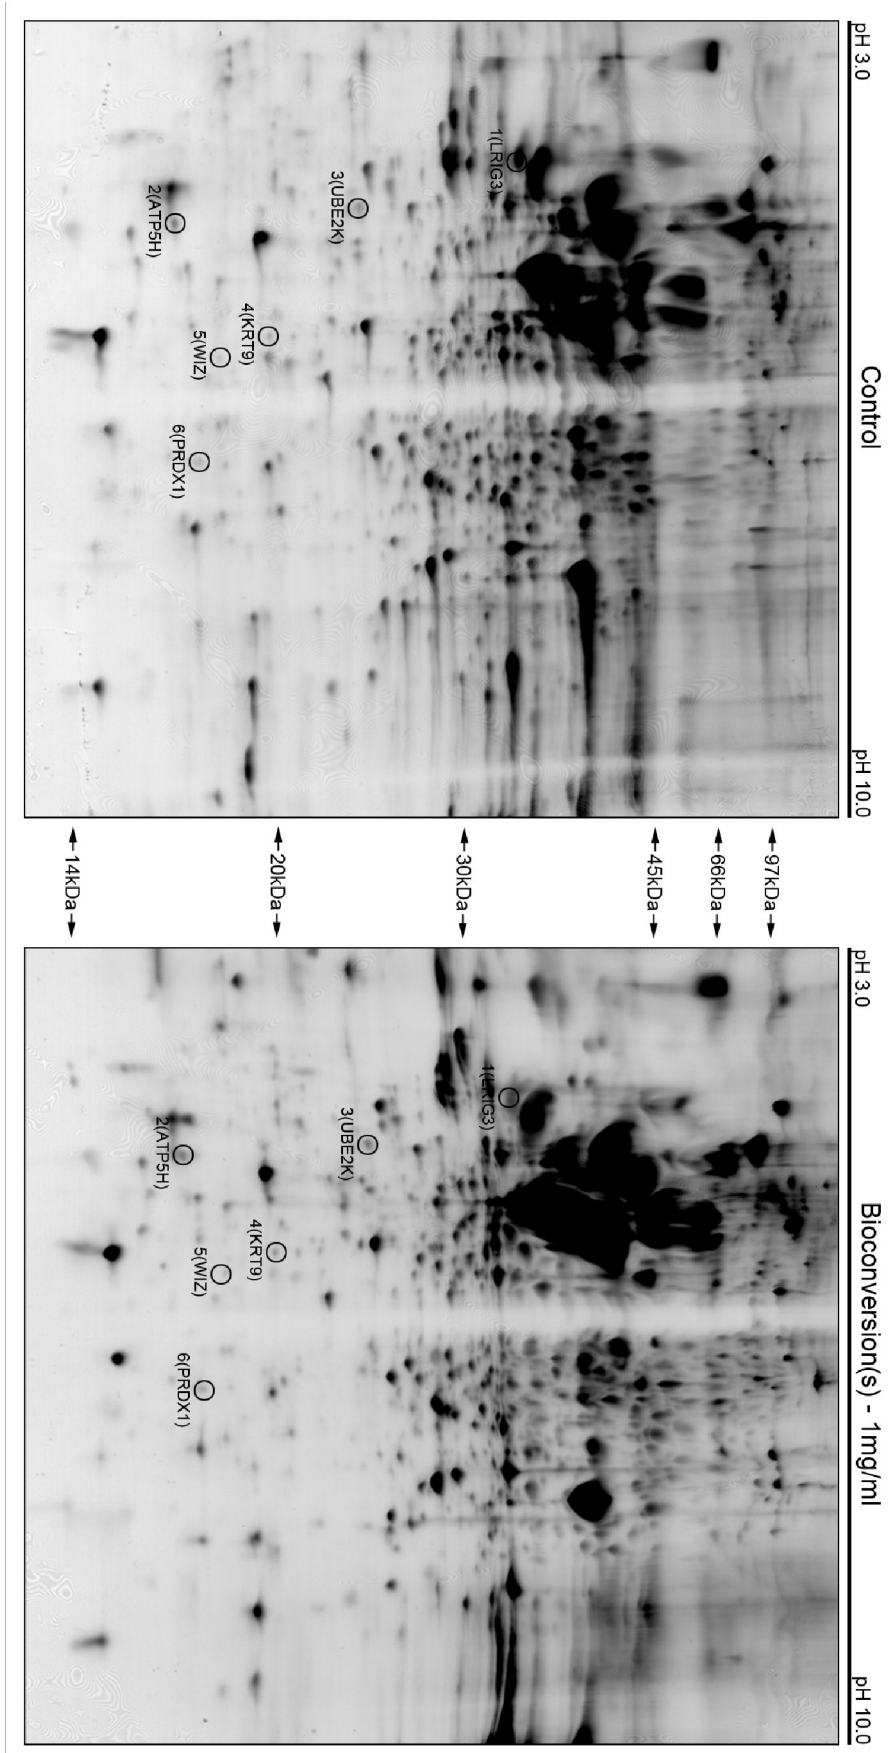 Control
pH 3.0
pH 10.0
1(LRIG3)
3(UBE2K)
2(ATP5H)
4(KRT9)
5(WIZ)
6(PRDX1)
97kDa
66kDa
45kDa
30kDa
20kDa
14kDa
Bioconversion(s) - 1mg/ml
pH 3.0
pH 10.0
1(LRIG3)
3(UBE2K)
2(ATP5H)
4(KRT9)
5(WIZ)
6(PRDX1)